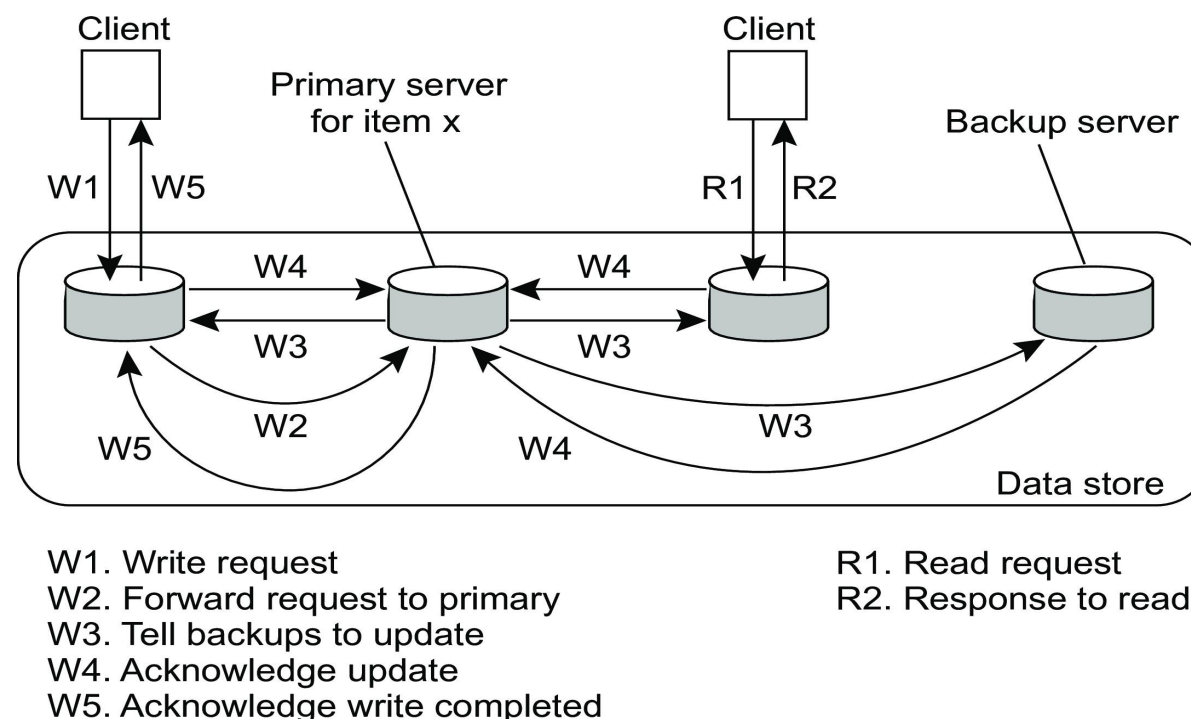 Client
Client
Primary server
for item x
Backup server
W1
W5
R1
R2
W4
W4
W3
W3
W2
W3
W5
W4
Data store
W1. Write request
R1. Read request
W2. Forward request to primary
R2. Response to read
W3. Tell backups to update
W4. Acknowledge update
W5. Acknowledge write completed